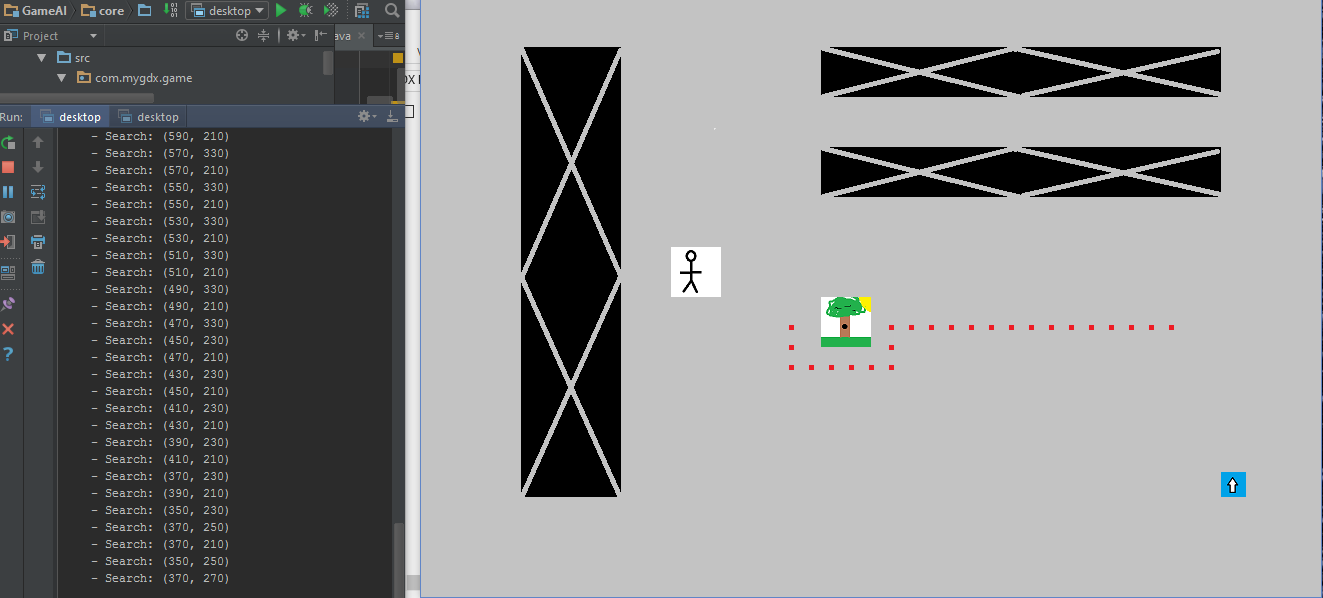 GameAI core desktop
Project ava
src
com.mygdx.game
Run: desktop desktop
- Search: (590, 210)
- Search: (570, 330)
- Search: (570, 210)
- Search: (550, 330)
- Search: (550, 210)
- Search: (530, 330)
- Search: (530, 210)
- Search: (510, 330)
- Search: (510, 210)
- Search: (490, 330)
- Search: (490, 210)
- Search: (470, 330)
- Search: (450, 230)
- Search: (470, 210)
- Search: (430, 230)
- Search: (450, 210)
- Search: (410, 230)
- Search: (430, 210)
- Search: (390, 230)
- Search: (410, 210)
- Search: (370, 230)
- Search: (390, 210)
- Search: (350, 230)
- Search: (370, 250)
- Search: (370, 210)
- Search: (350, 250)
- Search: (370, 270)